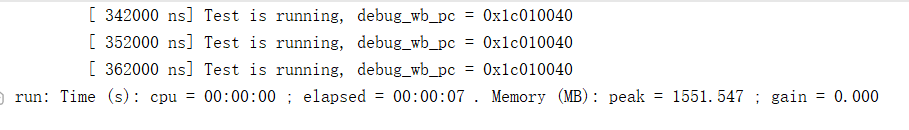 [ 342000 ns] Test is running, debug_wb_pc = 0x1c010040
[ 352000 ns] Test is running, debug_wb_pc = 0x1c010040
[ 362000 ns] Test is running, debug_wb_pc = 0x1c010040
run: Time (s): cpu = 00:00:00 ; elapsed = 00:00:07 . Memory (MB): peak = 1551.547 ; gain = 0.000